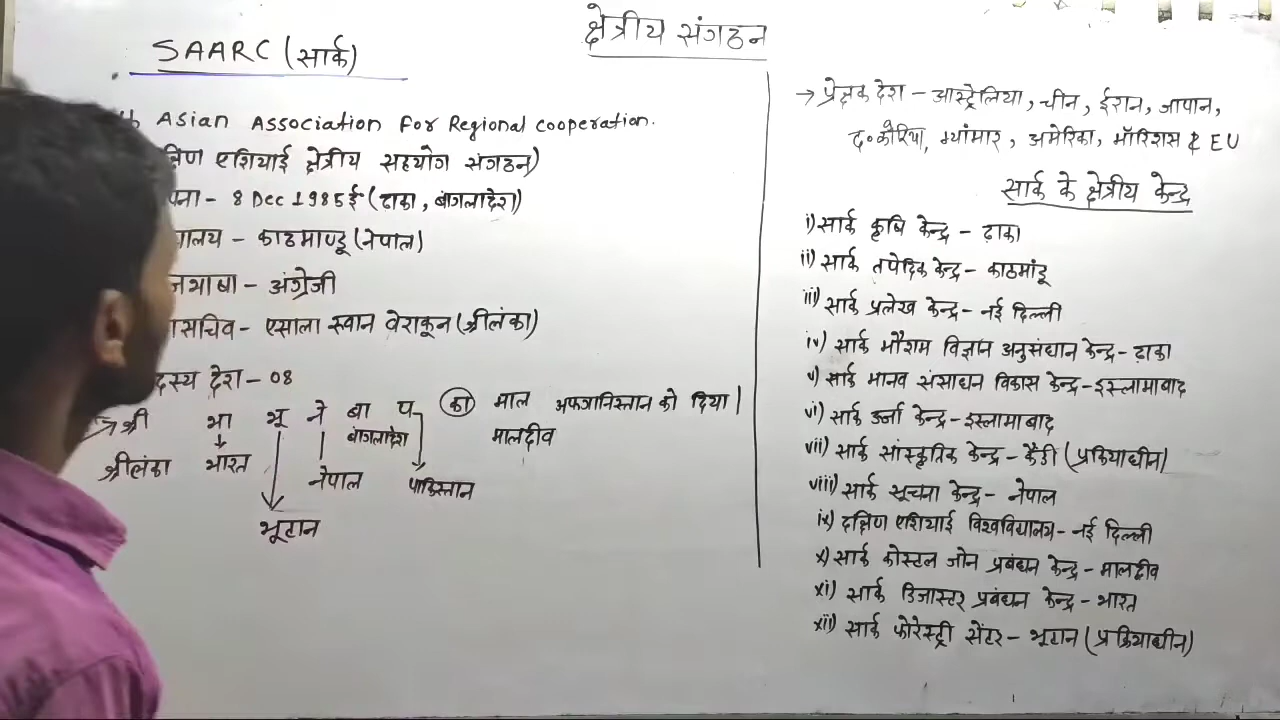 क्षेत्रीय संगठन
SAARC (सार्क)
Asian Association For Regional cooperation.
एशियाई क्षेत्रीय सहयोग संगठन)
- 8 Dec 1985ई० (ढाका, बांगलादेश)
- काठमाण्डू (नेपाल)
- अंग्रेजी
- एसाला रुवान वेराकून (श्रीलंका)
देश - 08
श्री भा भू ने बा प का माल अफगानिस्तान को दिया।
बांगलादेश मालदीव
श्रीलंका भारत नेपाल पाकिस्तान
भूटान
→ प्रेक्षक देश - आस्ट्रेलिया, चीन, ईरान, जापान,
द० कोरिया, म्यांमार, अमेरिका, मॉरिशस & EU
सार्क के क्षेत्रीय केन्द्र
i) सार्क कृषि केन्द्र - ढ़ाका
ii) सार्क तपेदिक केन्द्र - काठमांडू
iii) सार्क प्रलेख केन्द्र - नई दिल्ली
iv) सार्क मौसम विज्ञान अनुसंधान केन्द्र - ढ़ाका
v) सार्क मानव संसाधन विकास केन्द्र - इस्लामाबाद
vi) सार्क उर्जा केन्द्र - इस्लामाबाद
vii) सार्क सांस्कृतिक केन्द्र - कैंडी (प्रक्रियाधीन)
viii) सार्क सूचना केन्द्र - नेपाल
ix) दक्षिण एशियाई विश्वविद्यालय - नई दिल्ली
x) सार्क कोस्टल जोन प्रबंधन केन्द्र - मालदीव
xi) सार्क डिजास्टर प्रबंधन केन्द्र - भारत
xii) सार्क फोरेस्ट्री सेंटर - भूटान (प्रक्रियाधीन)